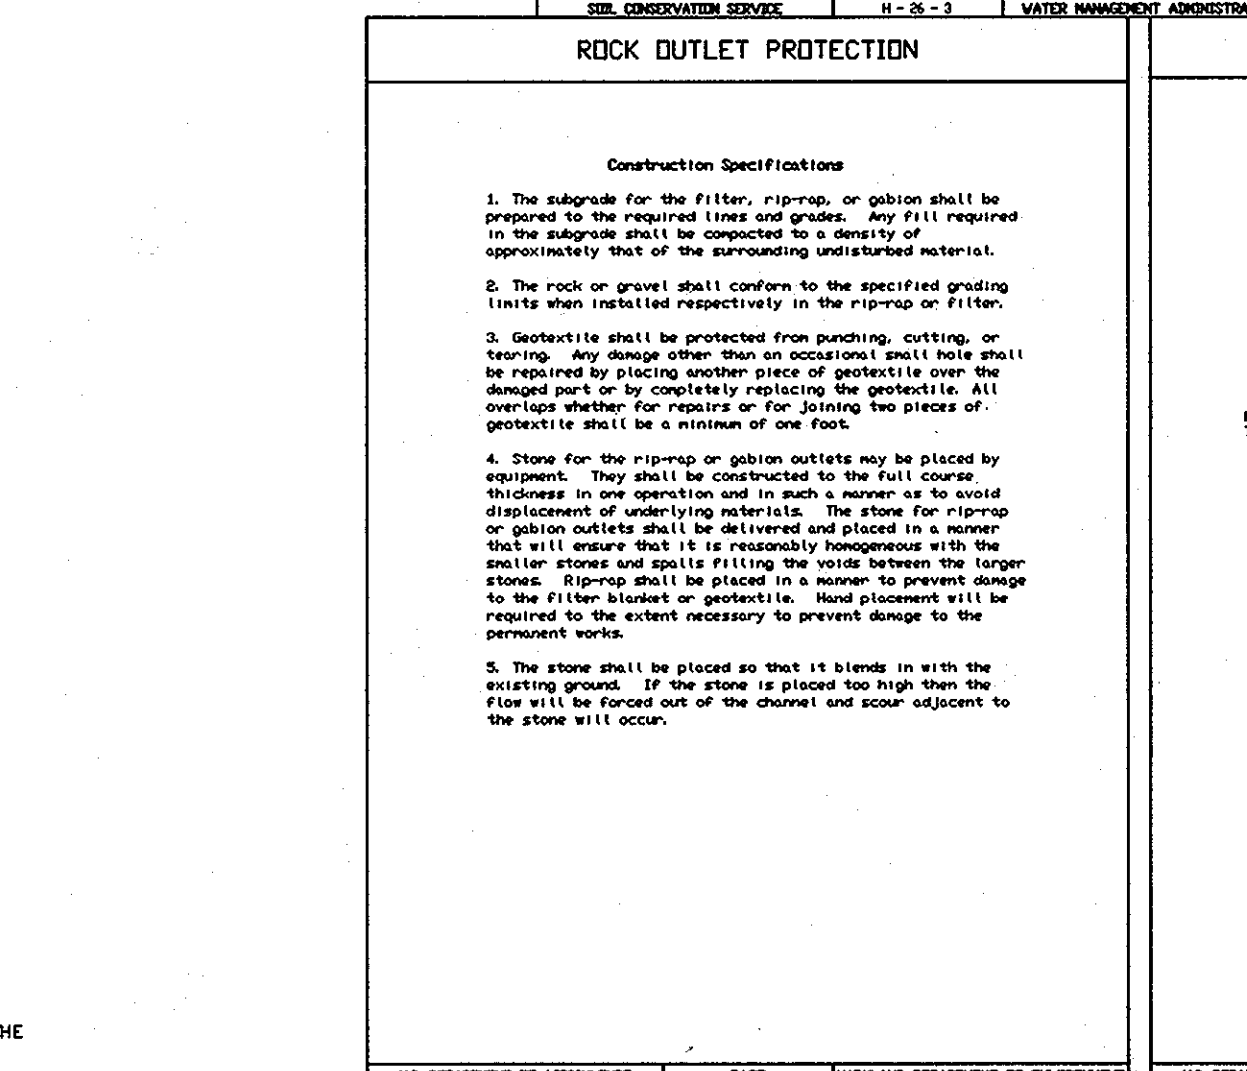 SOIL CONSERVATION SERVICE H - 26 - 3 WATER MANAGEMENT ADMINISTRA
ROCK OUTLET PROTECTION
Construction Specifications
1. The subgrade for the filter, rip-rap, or gabion shall be
prepared to the required lines and grades. Any fill required
in the subgrade shall be compacted to a density of
approximately that of the surrounding undisturbed material.
2. The rock or gravel shall conform to the specified grading
limits when installed respectively in the rip-rap or filter.
3. Geotextile shall be protected from punching, cutting, or
tearing. Any damage other than an occasional small hole shall
be repaired by placing another piece of geotextile over the
damaged part or by completely replacing the geotextile. All
overlaps whether for repairs or for joining two pieces of
geotextile shall be a minimum of one foot.
4. Stone for the rip-rap or gabion outlets may be placed by
equipment. They shall be constructed to the full course
thickness in one operation and in such a manner as to avoid
displacement of underlying materials. The stone for rip-rap
or gabion outlets shall be delivered and placed in a manner
that will ensure that it is reasonably homogeneous with the
smaller stones and spalls filling the voids between the larger
stones. Rip-rap shall be placed in a manner to prevent damage
to the filter blanket or geotextile. Hand placement will be
required to the extent necessary to prevent damage to the
permanent works.
5. The stone shall be placed so that it blends in with the
existing ground. If the stone is placed too high then the
flow will be forced out of the channel and scour adjacent to
the stone will occur.
HE